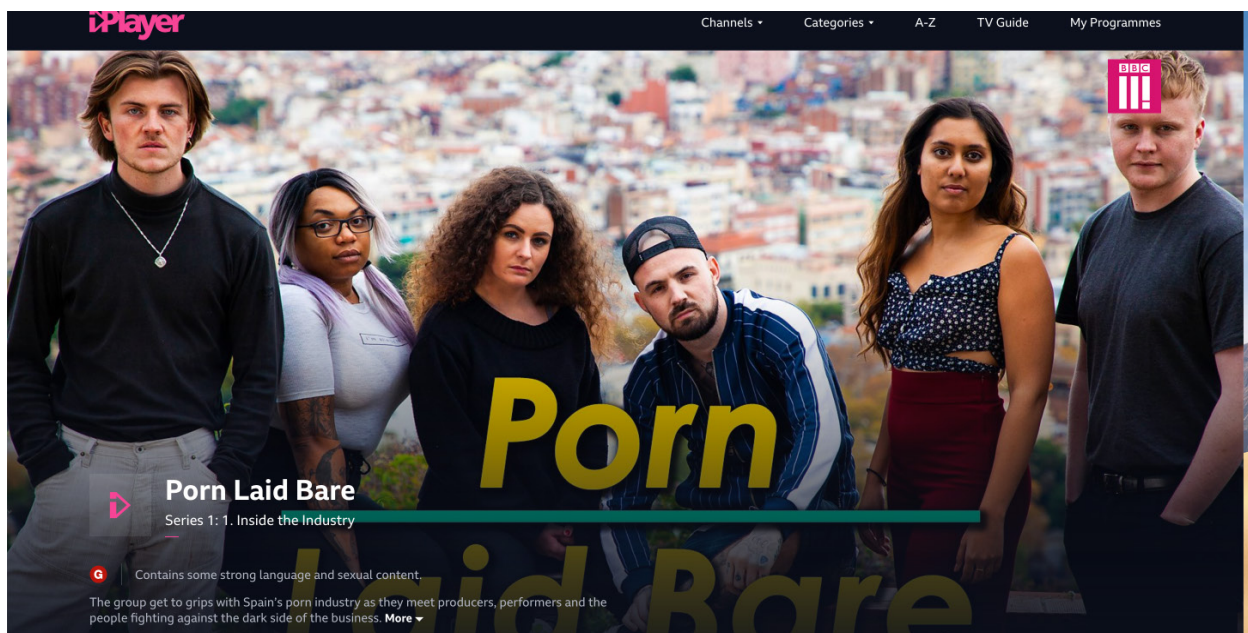 iPlayer
Channels
Categories
A-Z
TV Guide
My Programmes
BBC
III!
Porn
Laid Bare
Porn Laid Bare
Series 1: 1. Inside the Industry
G
Contains some strong language and sexual content.
The group get to grips with Spain's porn industry as they meet producers, performers and the
people fighting against the dark side of the business. More